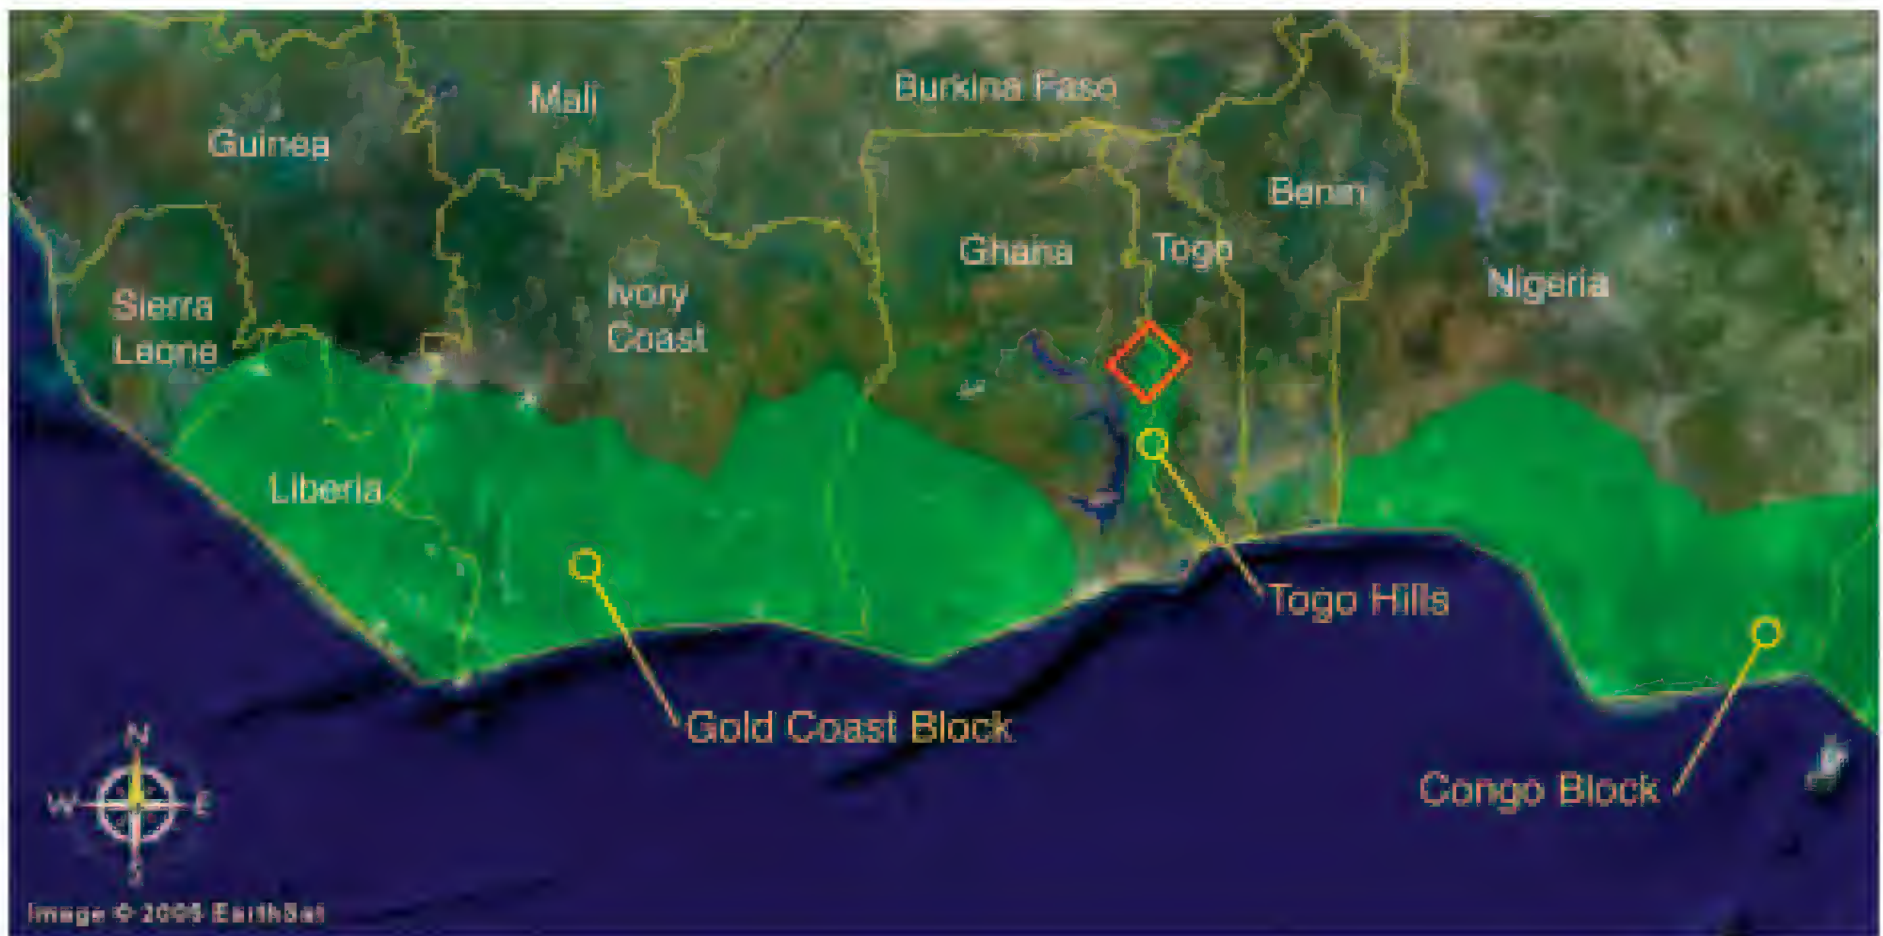 Burkina Faso
Mali
Guinea
Benin
Ghana
Togo
Nigeria
Ivory
Coast
Sierra
Leone
Liberia
Togo Hills
Gold Coast Block
Congo Block
N
W
E
S
Image © 2005 EarthSat